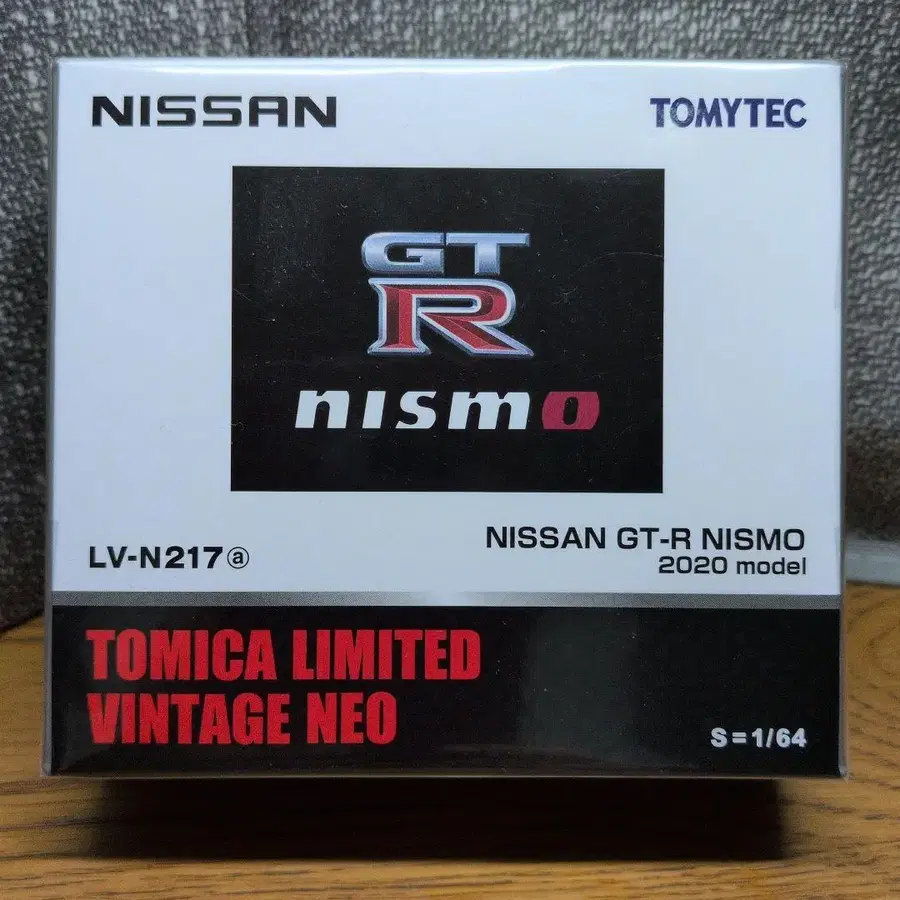 NISSAN
TOMYTEC
GT
R
nismo
LV-N217ⓐ
NISSAN GT-R NISMO
2020 model
TOMICA LIMITED
VINTAGE NEO
S=1/64